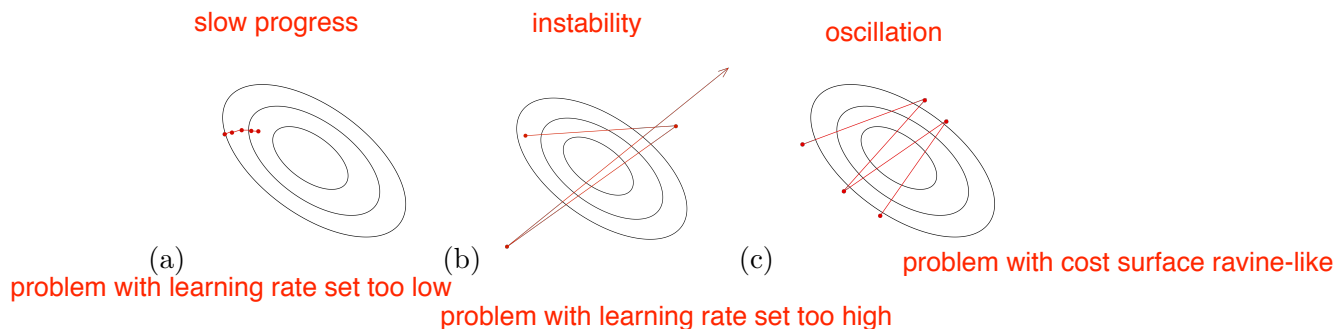 slow progress
instability
oscillation
(a)
(b)
(c)
problem with learning rate set too low
problem with learning rate set too high
problem with cost surface ravine-like